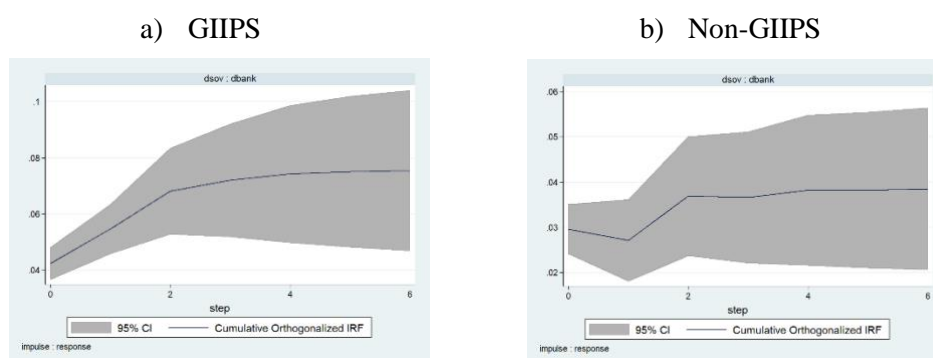 a) GIIPS
dsov : dbank
.1
.08
.06
.04
0 2 4 6
step
95% CI Cumulative Orthogonalized IRF
impulse : response
b) Non-GIIPS
dsov : dbank
.06
.05
.04
.03
.02
0 2 4 6
step
95% CI Cumulative Orthogonalized IRF
impulse : response